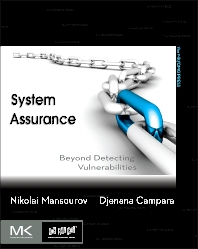 System
Assurance
Beyond Detecting
Vulnerabilities
Nikolai Mansourov Djenana Campara
MK